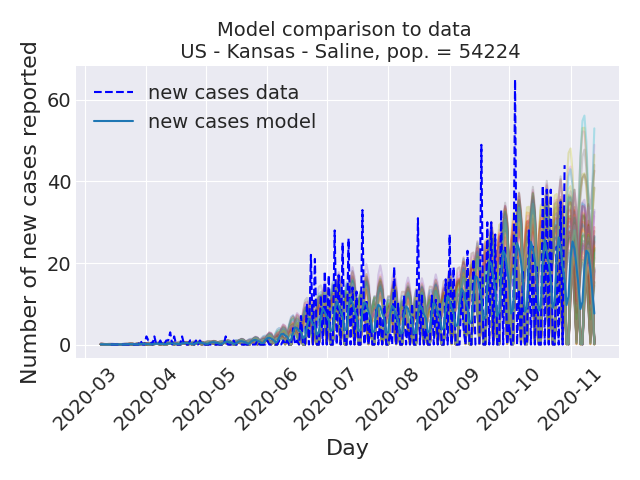 Model comparison to data
US - Kansas - Saline, pop. = 54224
Number of new cases reported
60
40
20
0
new cases data
new cases model
2020-03
2020-04
2020-05
2020-06
2020-07
2020-08
2020-09
2020-10
2020-11
Day